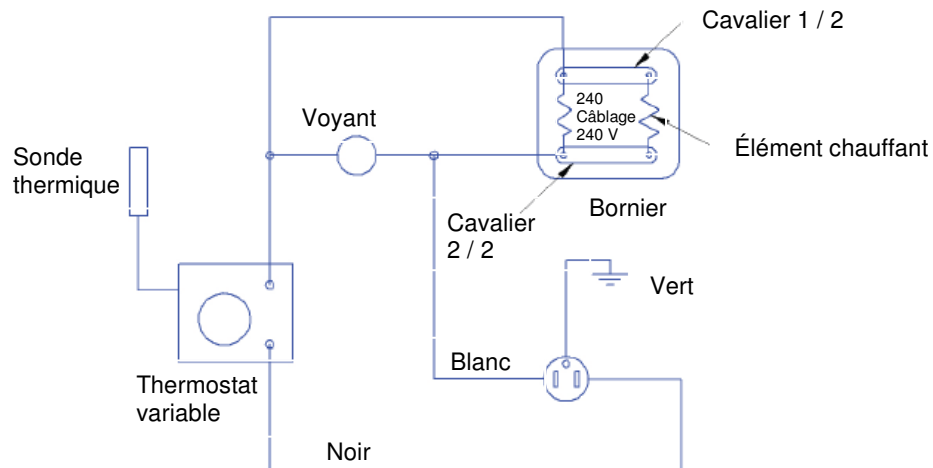 Cavalier 1 / 2
240
Câblage
240 V
Voyant
Élément chauffant
Sonde
thermique
Bornier
Cavalier
2 / 2
Vert
Blanc
Thermostat
variable
Noir